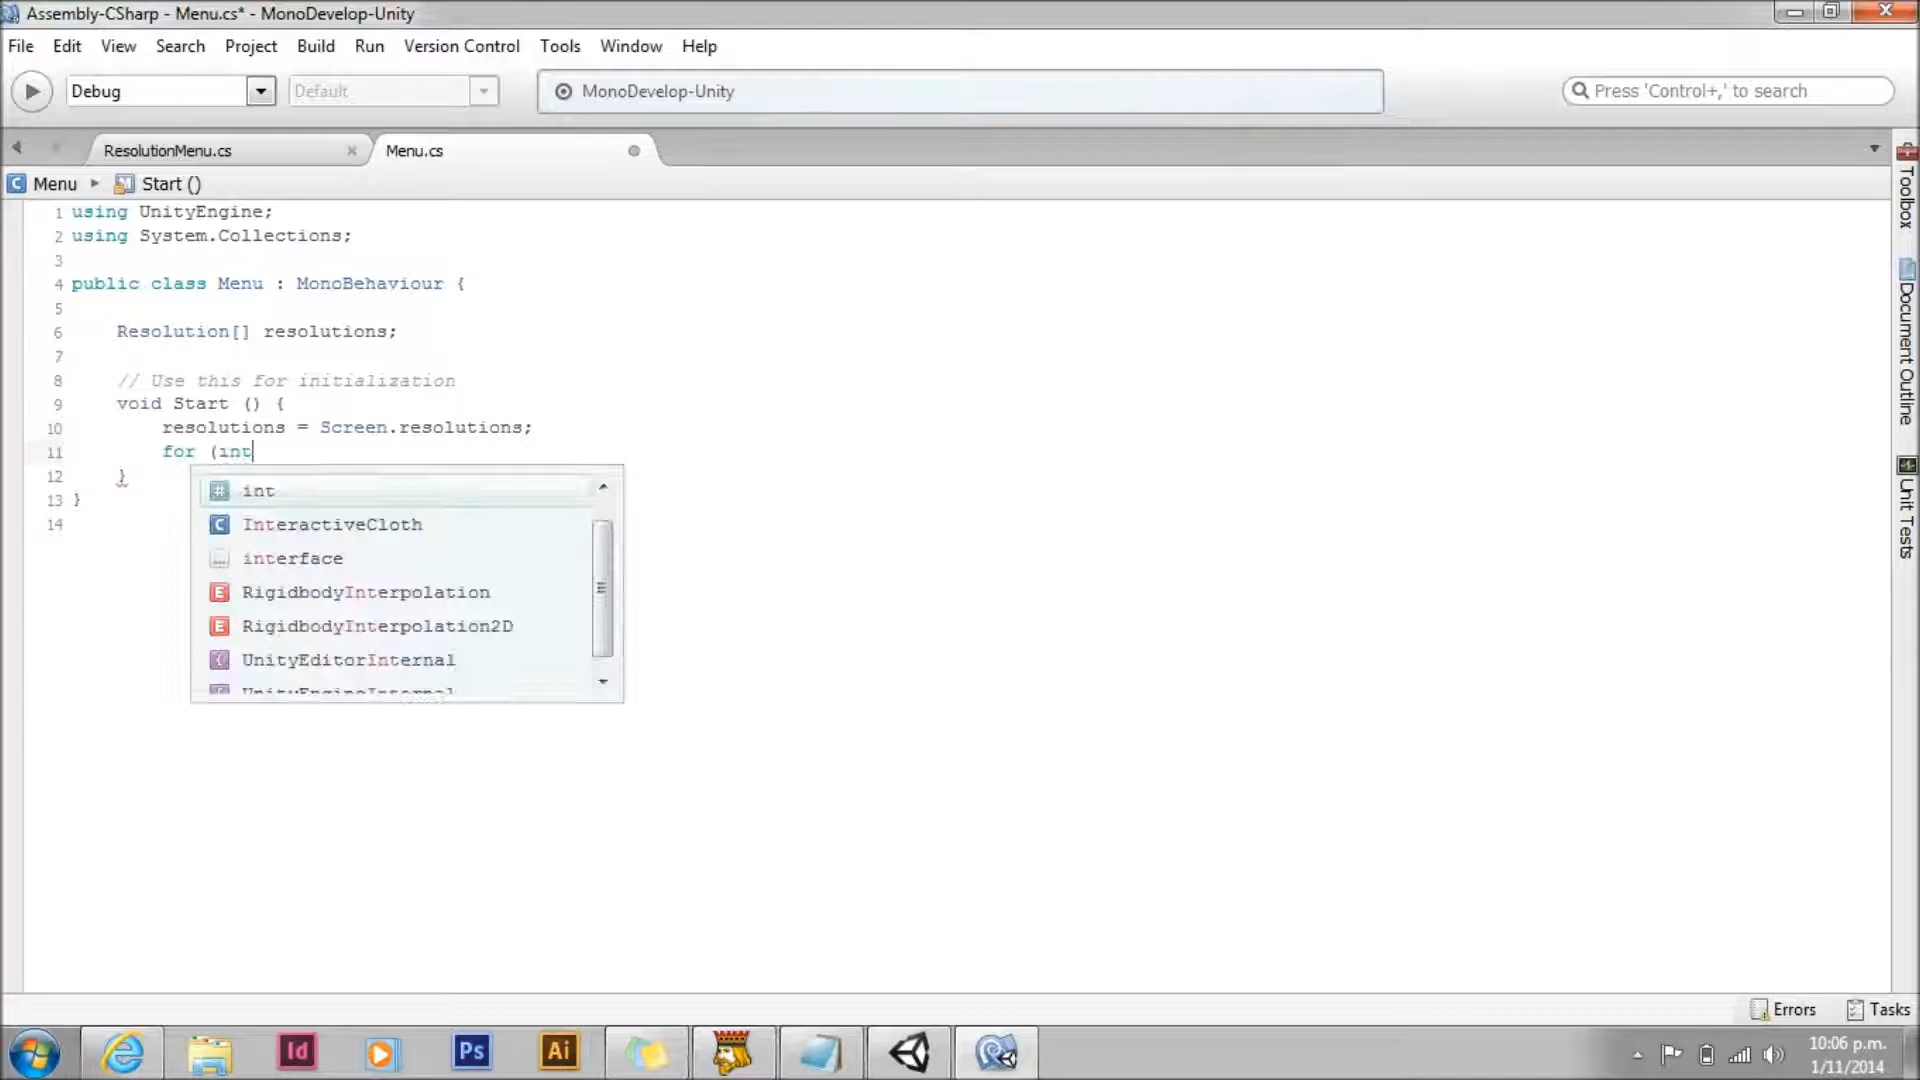 Assembly-CSharp - Menu.cs* - MonoDevelop-Unity
File Edit View Search Project Build Run Version Control Tools Window Help
Debug Default MonoDevelop-Unity Press 'Control+,' to search
ResolutionMenu.cs Menu.cs
Menu Start ()
1 using UnityEngine;
2 using System.Collections;
3
4 public class Menu : MonoBehaviour {
5
6 Resolution[] resolutions;
7
8 // Use this for initialization
9 void Start () {
10 resolutions = Screen.resolutions;
11 for (int
12 }
13 }
14
int
InteractiveCloth
interface
RigidbodyInterpolation
RigidbodyInterpolation2D
UnityEditorInternal
UnityEngineInternal
Toolbox
Document Outline
Unit Tests
Errors Tasks
Id Ps Ai
10:06 p.m.
1/11/2014